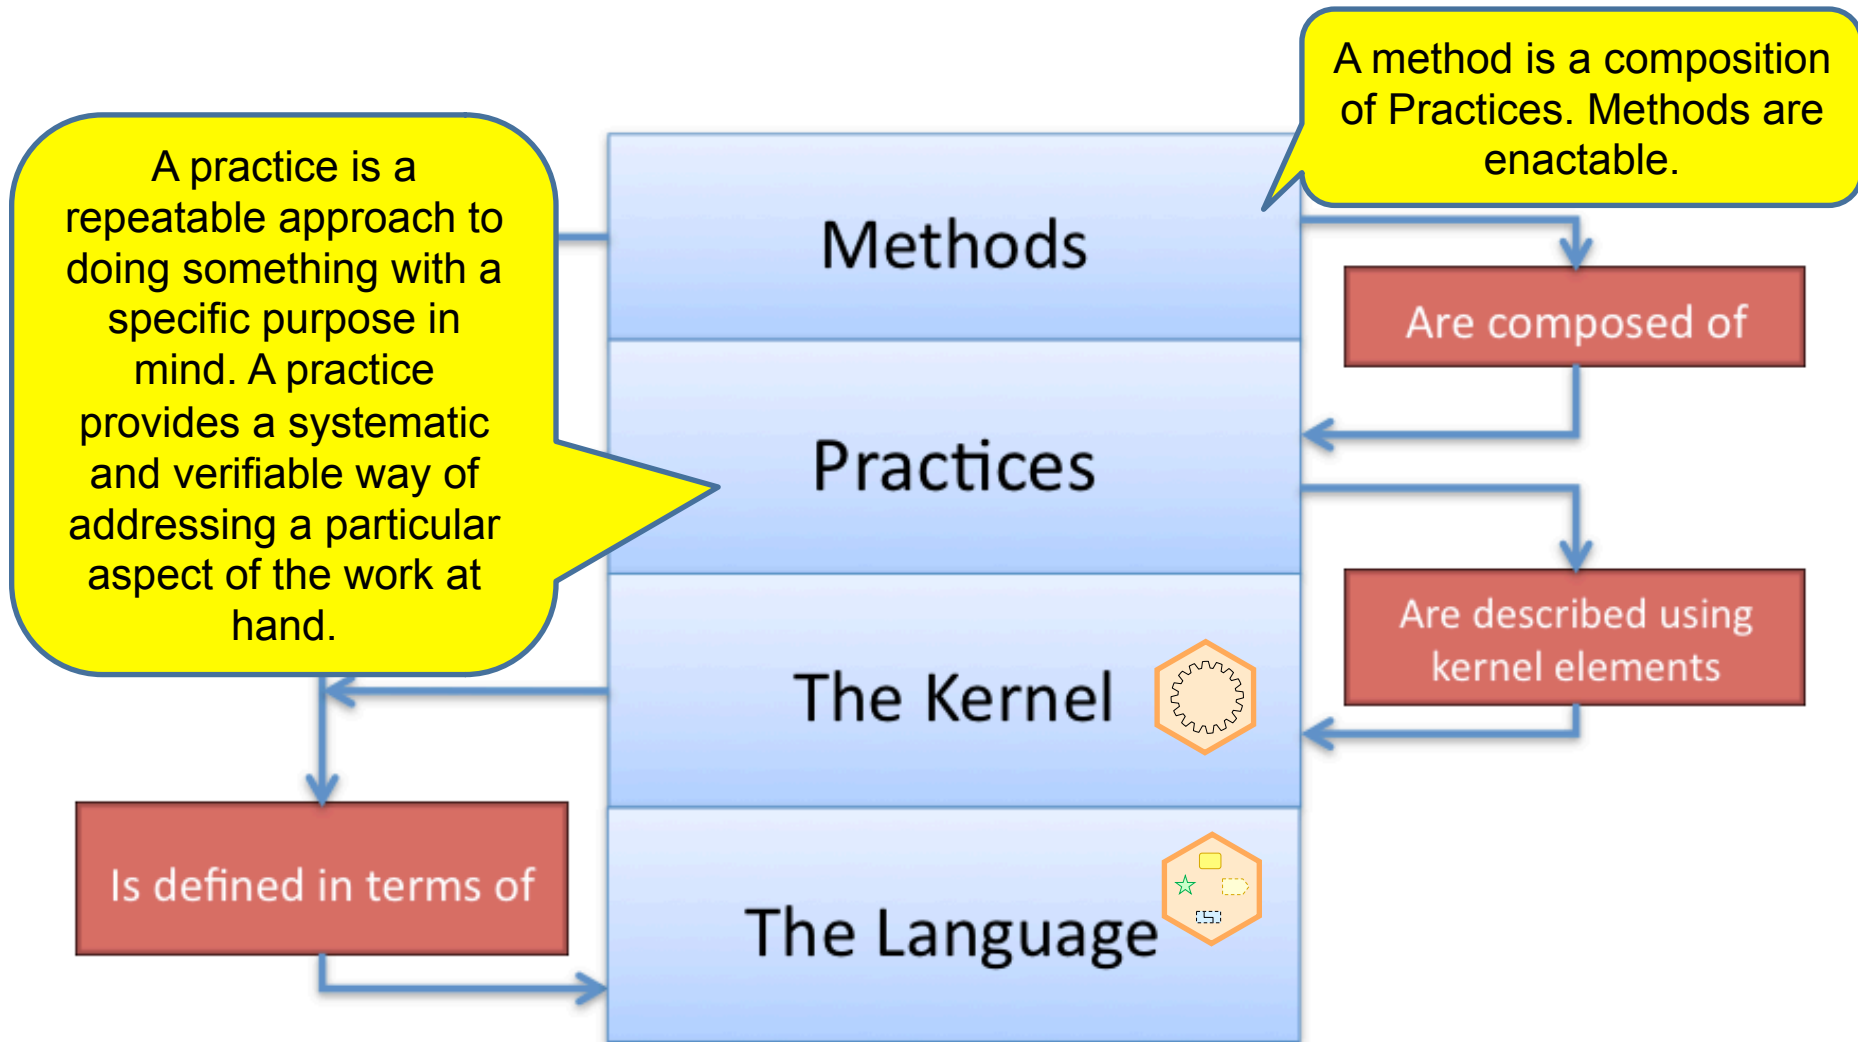 A method is a composition
of Practices. Methods are
enactable.
A practice is a
repeatable approach to
doing something with a
specific purpose in
mind. A practice
provides a systematic
and verifiable way of
addressing a particular
aspect of the work at
hand.
Methods
Are composed of
Practices
Are described using
kernel elements
The Kernel
Is defined in terms of
The Language